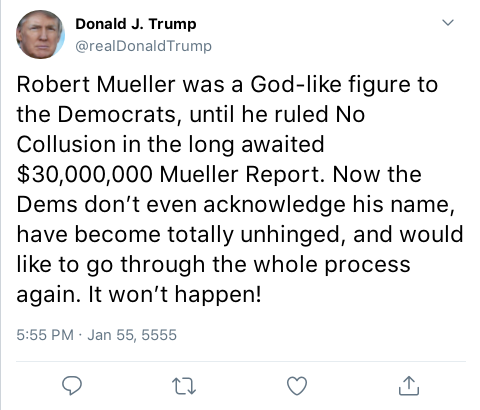 Donald J. Trump
@realDonaldTrump
Robert Mueller was a God-like figure to
the Democrats, until he ruled No
Collusion in the long awaited
$30,000,000 Mueller Report. Now the
Dems don’t even acknowledge his name,
have become totally unhinged, and would
like to go through the whole process
again. It won’t happen!
5:55 PM · Jan 55, 5555